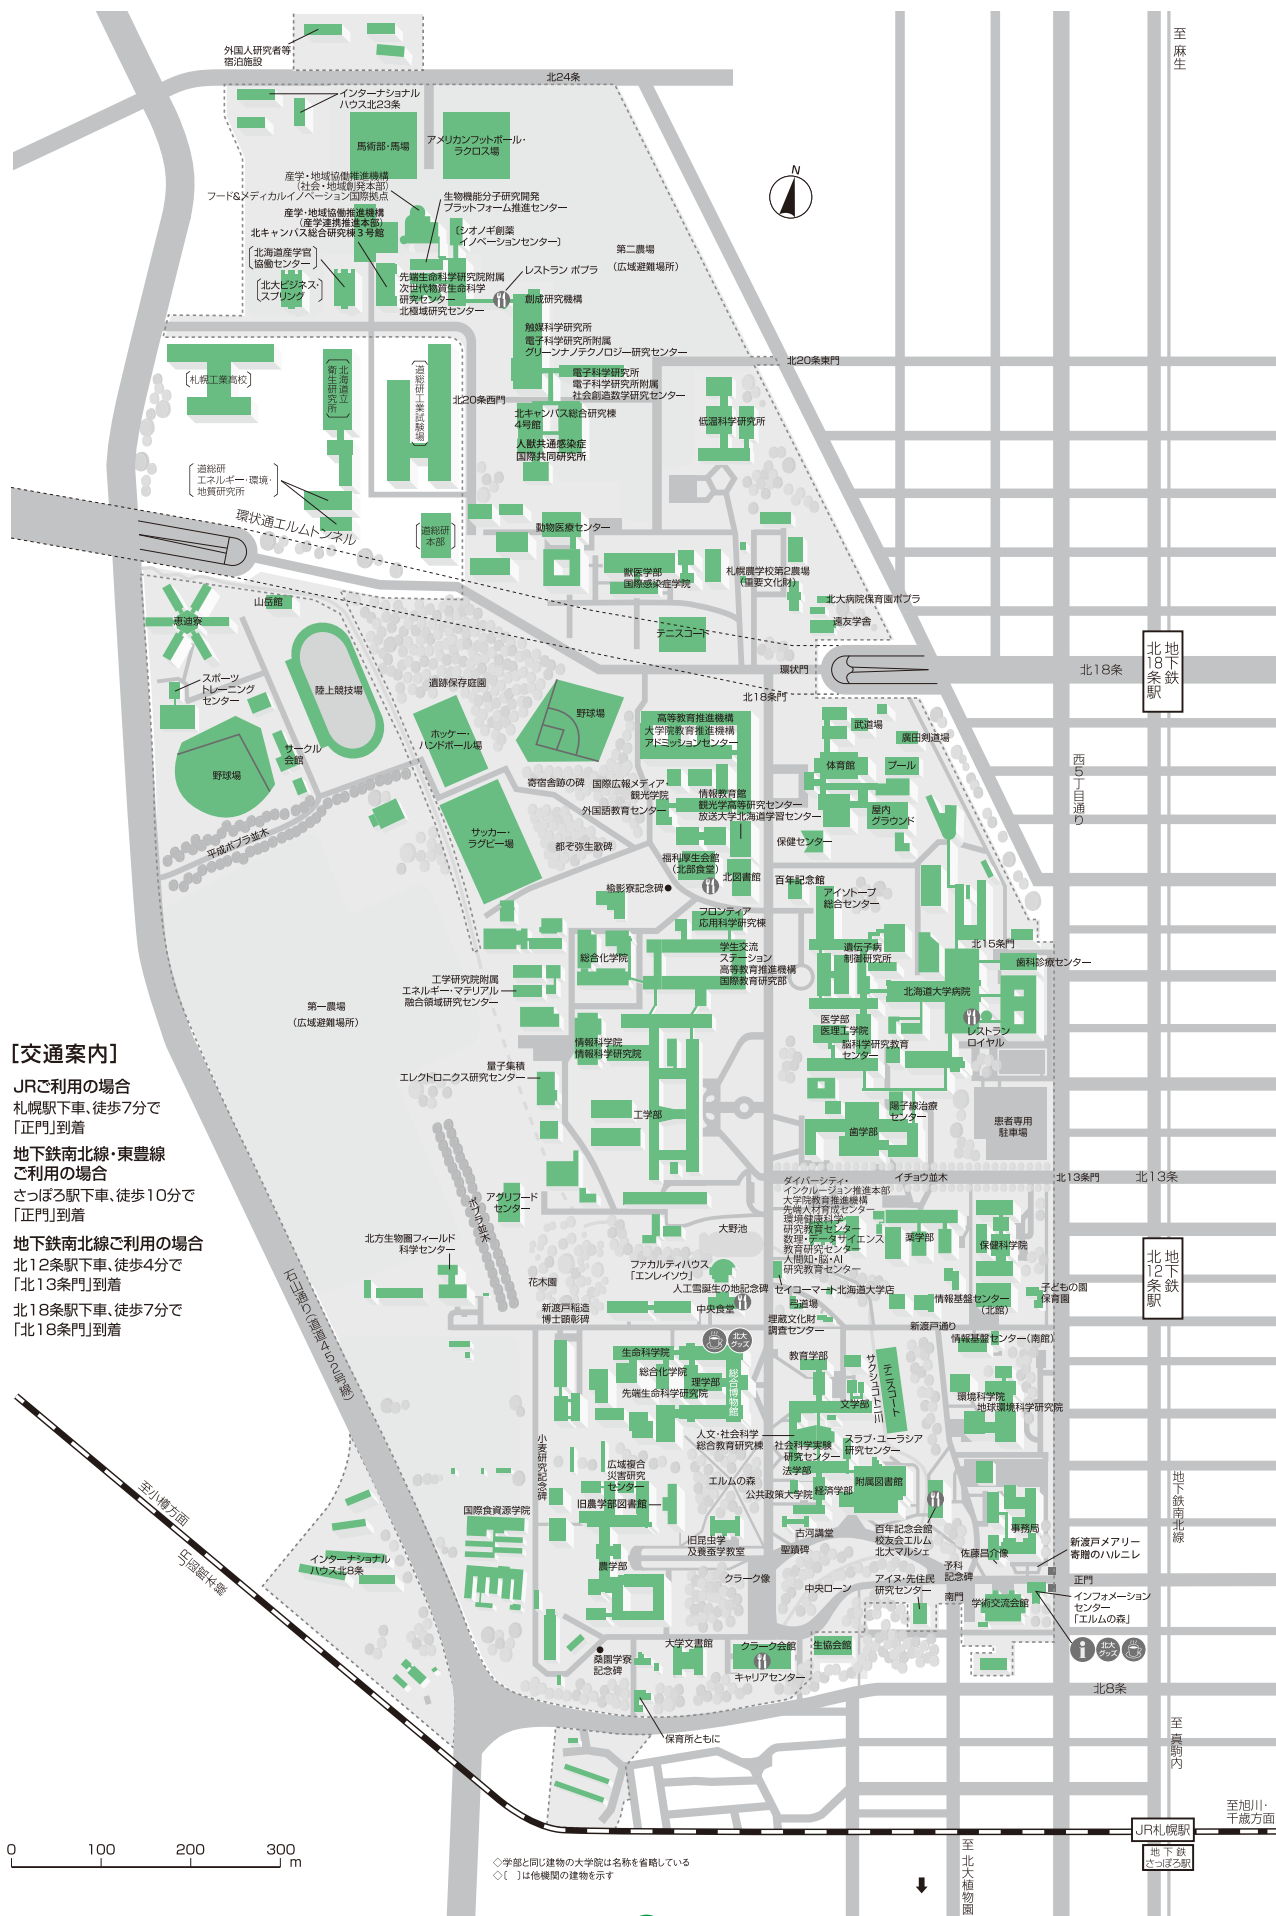 外国人研究者等
宿泊施設
北24条
至 麻生
インターナショナル
ハウス北23条
馬術部・馬場
アメリカンフットボール・
ラクロス場
N
産学・地域協働推進機構
(社会・地域創発本部)
フード&メディカルイノベーション国際拠点
産学・地域協働推進機構
(産学連携推進本部)
北キャンパス総合研究棟３号館
生物機能分子研究開発
プラットフォーム推進センター
〔シオノギ創薬
イノベーションセンター〕
第二農場
(広域避難場所)
〔北海道産学官
協働センター〕
〔北大ビジネス・
スプリング〕
先端生命科学研究院附属
次世代物質生命科学
研究センター
北極域研究センター
レストラン ポプラ
創成研究機構
触媒科学研究所
電子科学研究所附属
グリーンナノテクノロジー研究センター
北20条東門
電子科学研究所
電子科学研究所附属
社会創造数学研究センター
〔札幌工業高校〕
〔北海道立
衛生研究所〕
〔道総研工業試験場〕
北20条西門
北キャンパス総合研究棟
4号館
人獣共通感染症
国際共同研究所
低温科学研究所
〔道総研
エネルギー・環境・
地質研究所〕
環状通エルムトンネル
〔道総研
本部〕
動物医療センター
獣医学部
国際感染症学院
札幌農学校第2農場
(重要文化財)
北大病院保育園ポプラ
遠友学舎
山岳館
恵迪寮
テニスコート
環状門
北18条
地下鉄
北18条駅
北18条門
スポーツ
トレーニング
センター
陸上競技場
遺跡保存庭園
野球場
ホッケー・
ハンドボール場
高等教育推進機構
大学院教育推進機構
アドミッションセンター
武道場
廣田剣道場
体育館
プール
西5丁目通り
サークル
会館
野球場
寄宿舎跡の碑
国際広報メディア・
観光学院
外国語教育センター
情報教育館
観光学高等研究センター
放送大学北海道学習センター
屋内
グラウンド
保健センター
平成ポプラ並木
サッカー・
ラグビー場
都ぞ弥生歌碑
福利厚生会館
(北部食堂)
北図書館
百年記念館
楡影寮記念碑
アイソトープ
総合センター
フロンティア
応用科学研究棟
総合化学院
学生交流
ステーション
高等教育推進機構
国際教育研究部
遺伝子病
制御研究所
北15条門
歯科診療センター
工学研究院附属
エネルギー・マテリアル
融合領域研究センター
第一農場
(広域避難場所)
北海道大学病院
医学部
医理工学院
レストラン
ロイヤル
情報科学院
情報科学研究院
脳科学研究教育
センター
量子集積
エレクトロニクス研究センター
工学部
陽子線治療
センター
患者専用
駐車場
歯学部
［交通案内］
JRご利用の場合
札幌駅下車、徒歩7分で
「正門」到着
地下鉄南北線・東豊線
ご利用の場合
さっぽろ駅下車、徒歩10分で
「正門」到着
地下鉄南北線ご利用の場合
北12条駅下車、徒歩4分で
「北13条門」到着
北18条駅下車、徒歩7分で
「北18条門」到着
イチョウ並木
北13条門
北13条
ダイバーシティ・
インクルージョン推進本部
大学院教育推進機構
先端人材育成センター
環境健康科学
研究教育センター
数理・データサイエンス
教育研究センター
人間知・脳・AI
研究教育センター
アグリフード
センター
ポプラ並木
大野池
薬学部
保健科学院
地下鉄
北12条駅
北方生物圏フィールド
科学センター
ファカルティハウス
「エンレイソウ」
人工雪誕生の地記念碑
セイコーマート北海道大学店
花木園
新渡戸稲造
博士顕彰碑
中央食堂
弓道場
埋蔵文化財
調査センター
情報基盤センター
(北館)
子どもの園
保育園
新渡戸通り
情報基盤センター(南館)
石山通り(道道452号線)
北大
グッズ
生命科学院
総合化学院
理学部
先端生命科学研究院
総合博物館
教育学部
サクシュコトニ川
テニスコート
文学部
環境科学院
地球環境科学研究院
人文・社会科学
総合教育研究棟
社会科学実験
研究センター
スラブ・ユーラシア
研究センター
法学部
小麦研究記念碑
広域複合
災害研究
センター
旧農学部図書館
エルムの森
公共政策大学院
経済学部
附属図書館
至小樽方面
JR函館本線
国際食資源学院
地下鉄南北線
旧昆虫学
及養蚕学教室
古河講堂
聖蹟碑
百年記念会館
校友会エルム
北大マルシェ
事務局
佐藤昌介像
新渡戸メアリー
寄贈のハルニレ
インターナショナル
ハウス北8条
農学部
クラーク像
中央ローン
予科
記念碑
アイヌ・先住民
研究センター
南門
学術交流会館
正門
インフォメーション
センター
「エルムの森」
北大
グッズ
桑園学寮
記念碑
大学文書館
クラーク会館
生協会館
キャリアセンター
北8条
保育所ともに
至 真駒内
至旭川・
千歳方面
JR札幌駅
地下鉄
さっぽろ駅
至 北大植物園
0 100 200 300
m
◇学部と同じ建物の大学院は名称を省略している
◇〔　〕は他機関の建物を示す